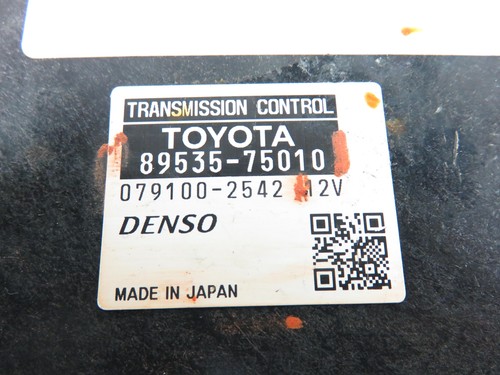 TRANSMISSION CONTROL
TOYOTA
89535-75010
079100-2542 12V
DENSO
MADE IN JAPAN